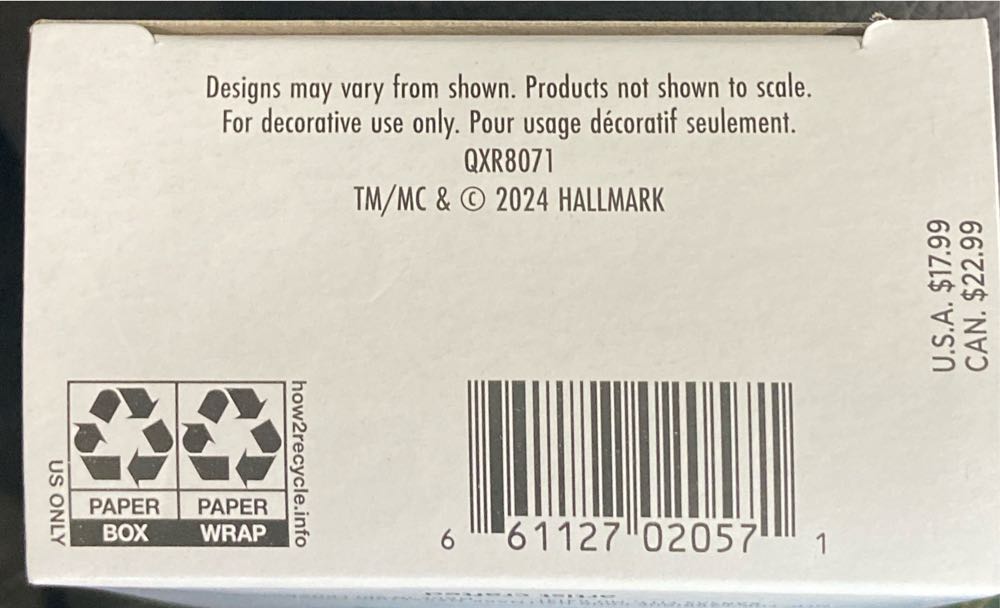 Designs may vary from shown. Products not shown to scale.
For decorative use only. Pour usage décoratif seulement.
QXR8071
TM/MC & © 2024 HALLMARK
U.S.A. $17.99
CAN. $22.99
US ONLY
PAPER
BOX
PAPER
WRAP
how2recycle.info
6 61127 02057 1
artist crafted